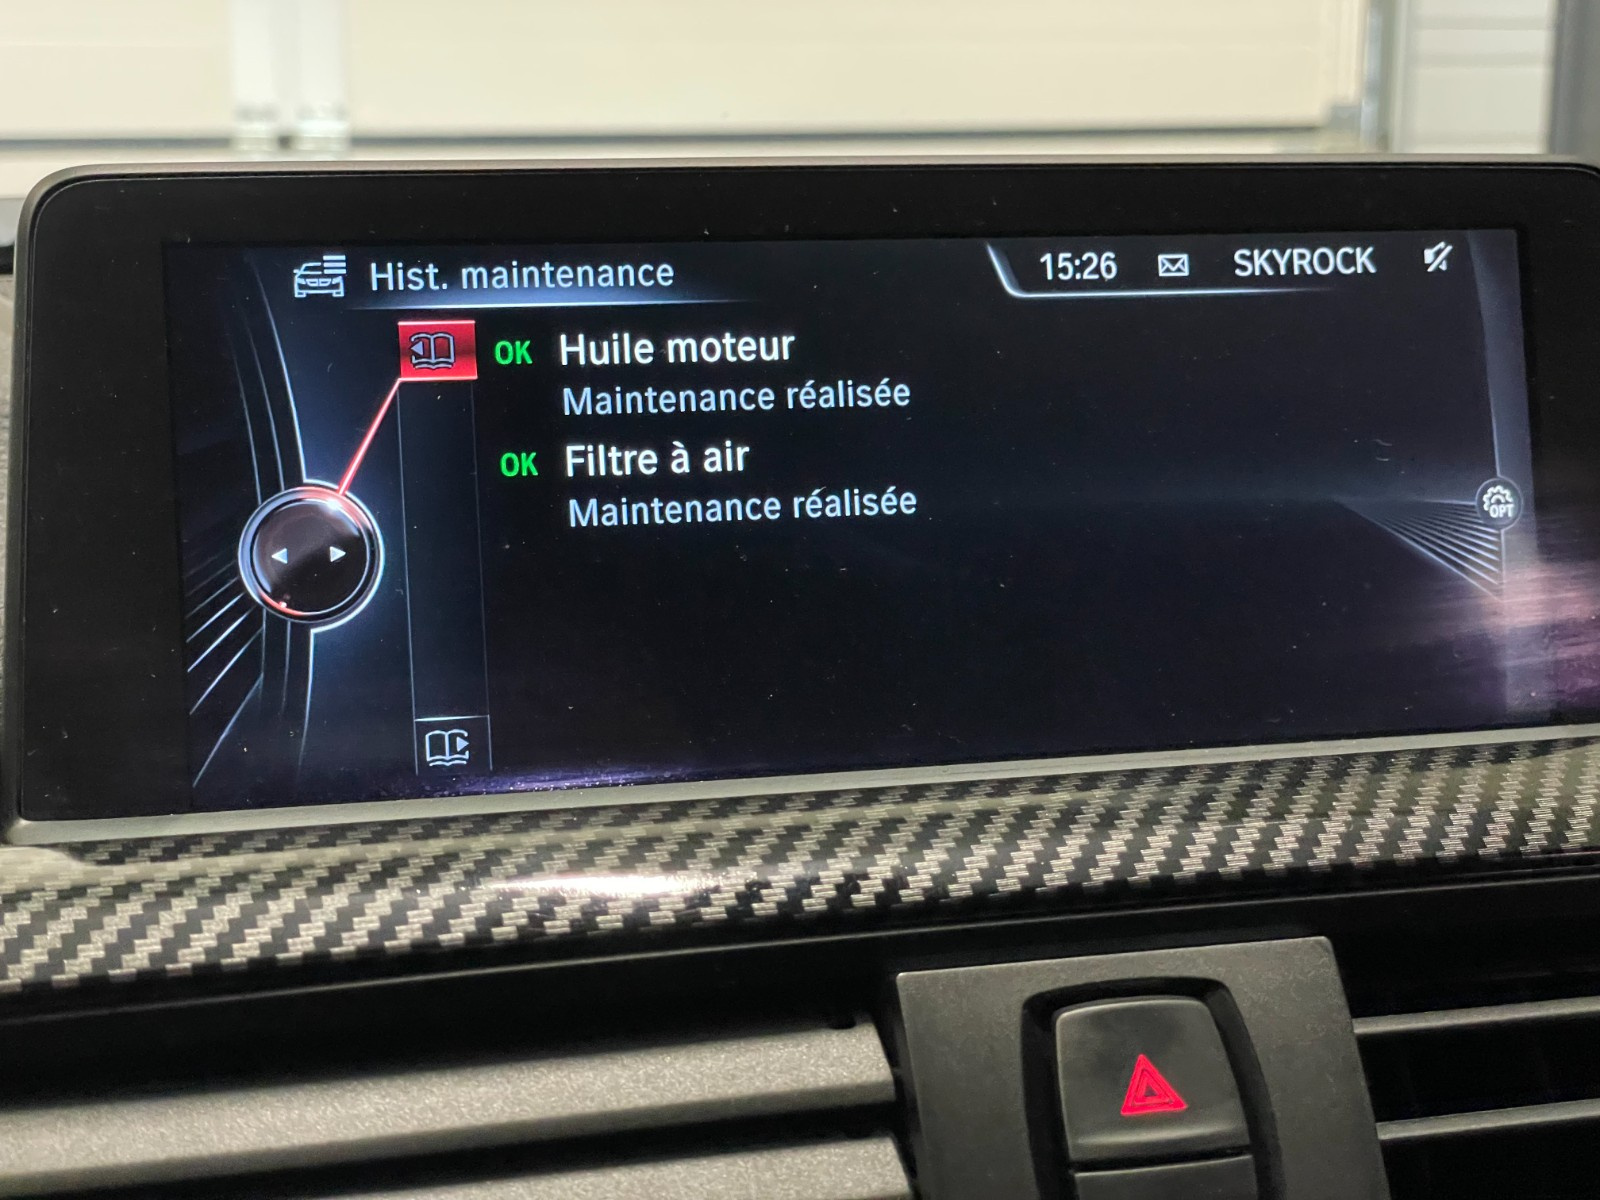 Hist. maintenance
15:26
SKYROCK
OK Huile moteur
Maintenance réalisée
OK Filtre à air
Maintenance réalisée
OPT